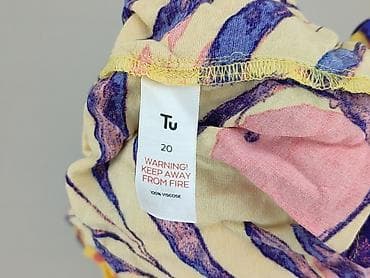 Tu
20
WARNING!
KEEP AWAY
FROM FIRE
100% VISCOSE